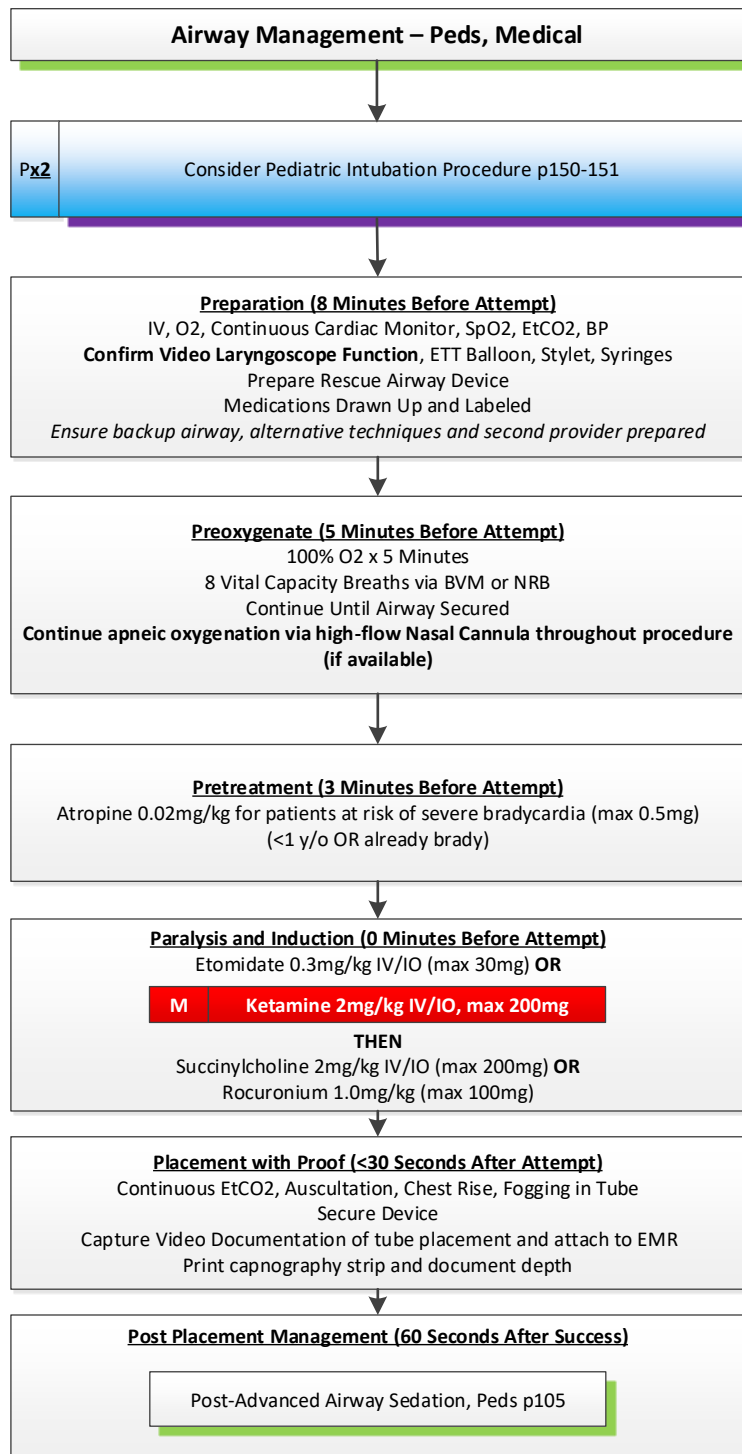 Airway Management – Peds, Medical
Px2
Consider Pediatric Intubation Procedure p150-151
Preparation (8 Minutes Before Attempt)
IV, O2, Continuous Cardiac Monitor, SpO2, EtCO2, BP
Confirm Video Laryngoscope Function, ETT Balloon, Stylet, Syringes
Prepare Rescue Airway Device
Medications Drawn Up and Labeled
Ensure backup airway, alternative techniques and second provider prepared
Preoxygenate (5 Minutes Before Attempt)
100% O2 x 5 Minutes
8 Vital Capacity Breaths via BVM or NRB
Continue Until Airway Secured
Continue apneic oxygenation via high-flow Nasal Cannula throughout procedure
(if available)
Pretreatment (3 Minutes Before Attempt)
Atropine 0.02mg/kg for patients at risk of severe bradycardia (max 0.5mg)
(<1 y/o OR already brady)
Paralysis and Induction (0 Minutes Before Attempt)
Etomidate 0.3mg/kg IV/IO (max 30mg) OR
M
Ketamine 2mg/kg IV/IO, max 200mg
THEN
Succinylcholine 2mg/kg IV/IO (max 200mg) OR
Rocuronium 1.0mg/kg (max 100mg)
Placement with Proof (<30 Seconds After Attempt)
Continuous EtCO2, Auscultation, Chest Rise, Fogging in Tube
Secure Device
Capture Video Documentation of tube placement and attach to EMR
Print capnography strip and document depth
Post Placement Management (60 Seconds After Success)
Post-Advanced Airway Sedation, Peds p105